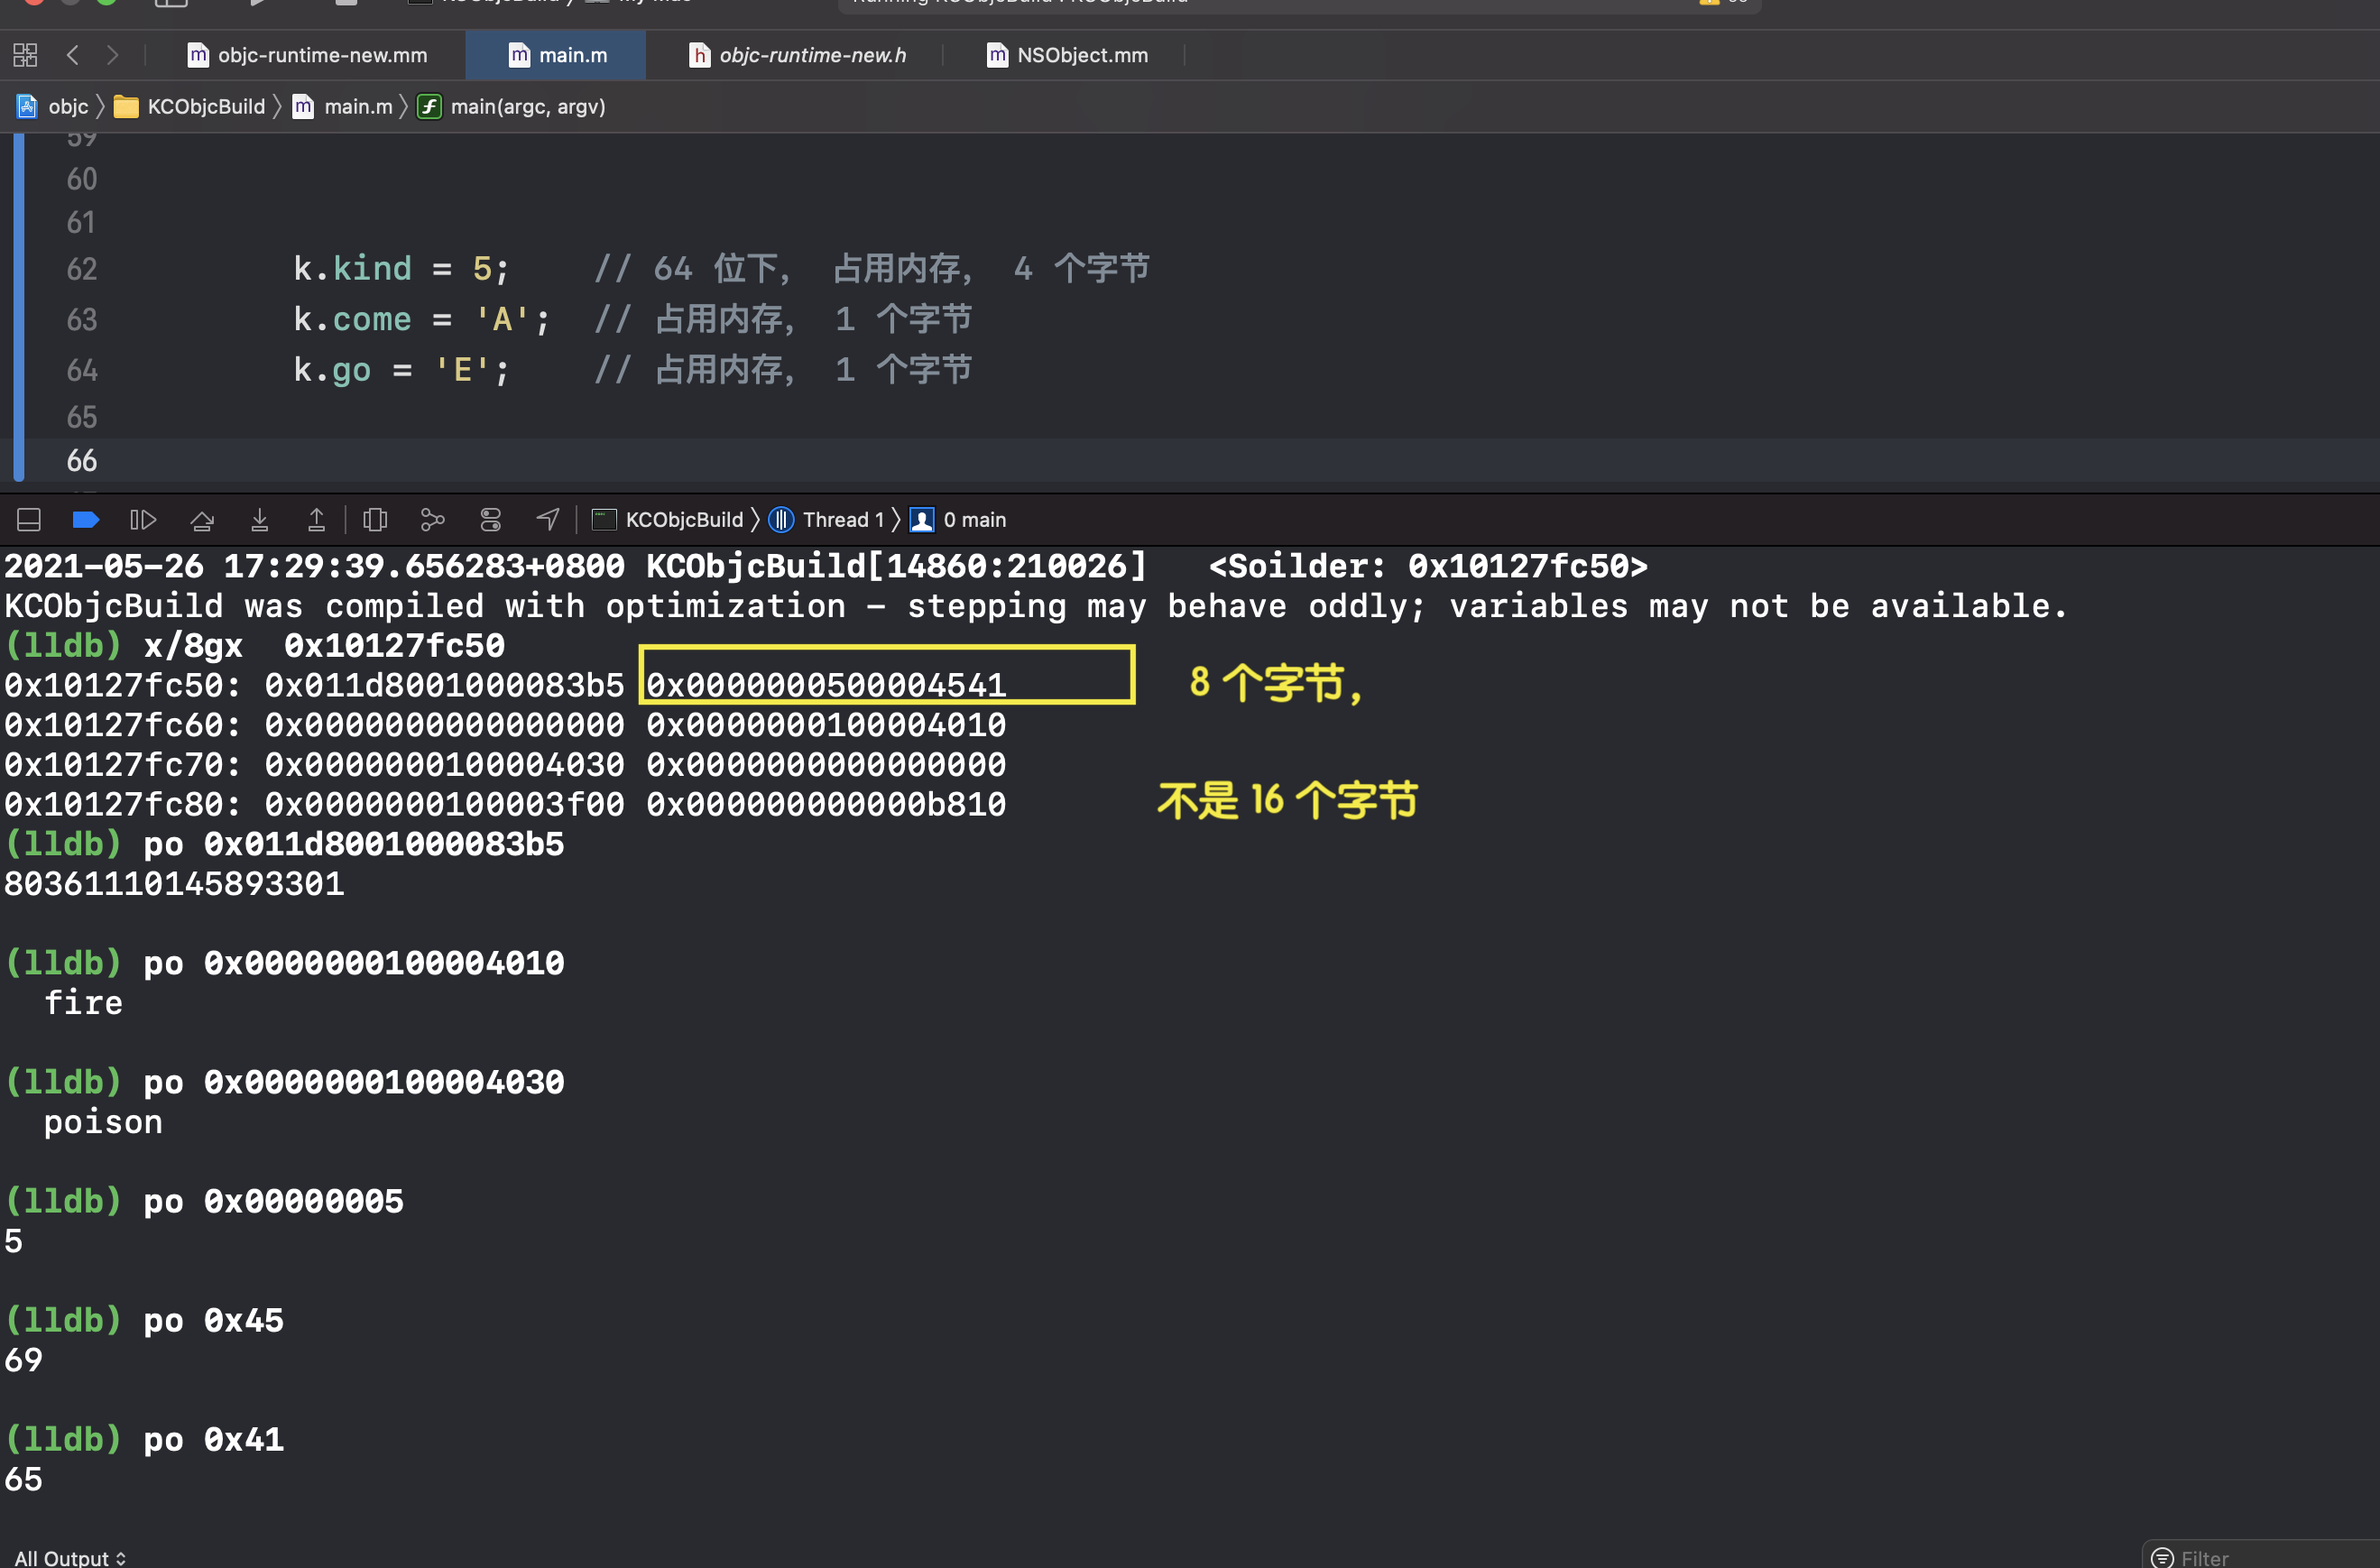 objc-runtime-new.mm main.m objc-runtime-new.h NSObject.mm
objc KCObjcBuild main.m main(argc, argv)
59
60
61
62 k.kind = 5; // 64 位下， 占用内存， 4 个字节
63 k.come = 'A'; // 占用内存， 1 个字节
64 k.go = 'E'; // 占用内存， 1 个字节
65
66
KCObjcBuild Thread 1 0 main
2021-05-26 17:29:39.656283+0800 KCObjcBuild[14860:210026] <Soilder: 0x10127fc50>
KCObjcBuild was compiled with optimization - stepping may behave oddly; variables may not be available.
(lldb) x/8gx 0x10127fc50
0x10127fc50: 0x011d8001000083b5 0x0000000500004541
8 个字节，
0x10127fc60: 0x0000000000000000 0x0000000100004010
0x10127fc70: 0x0000000100004030 0x0000000000000000
0x10127fc80: 0x0000000100003f00 0x000000000000b810
不是 16 个字节
(lldb) po 0x011d8001000083b5
80361110145893301
(lldb) po 0x0000000100004010
fire
(lldb) po 0x0000000100004030
poison
(lldb) po 0x00000005
5
(lldb) po 0x45
69
(lldb) po 0x41
65
All Output
Filter